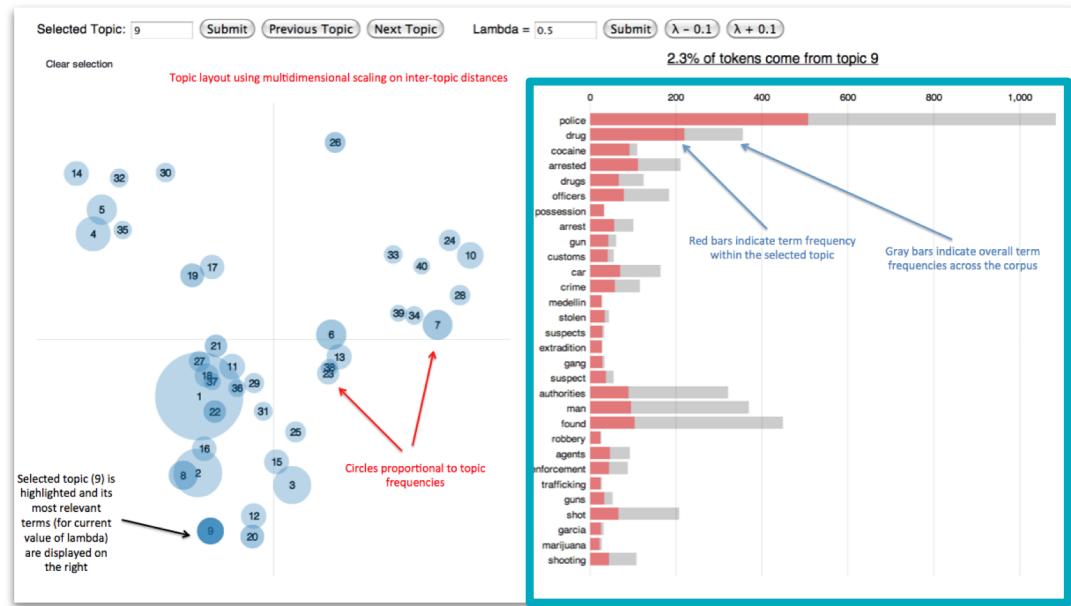 Selected Topic: 9 Submit Previous Topic Next Topic Lambda = 0.5 Submit λ - 0.1 λ + 0.1
Clear selection
2.3% of tokens come from topic 9
Topic layout using multidimensional scaling on inter-topic distances
26
14
32
30
5
4
35
24
33
10
40
17
19
28
39
34
7
6
21
13
27
11
38
23
18
37
36
29
1
22
31
25
16
15
8
2
3
12
9
20
Circles proportional to topic
frequencies
Selected topic (9) is
highlighted and its
most relevant
terms (for current
value of lambda)
are displayed on
the right
0 200 400 600 800 1,000
police
drug
cocaine
arrested
drugs
officers
possession
arrest
gun
customs
car
crime
medellin
stolen
suspects
extradition
gang
suspect
authorities
man
found
robbery
agents
enforcement
trafficking
guns
shot
garcia
marijuana
shooting
Red bars indicate term frequency
within the selected topic
Gray bars indicate overall term
frequencies across the corpus